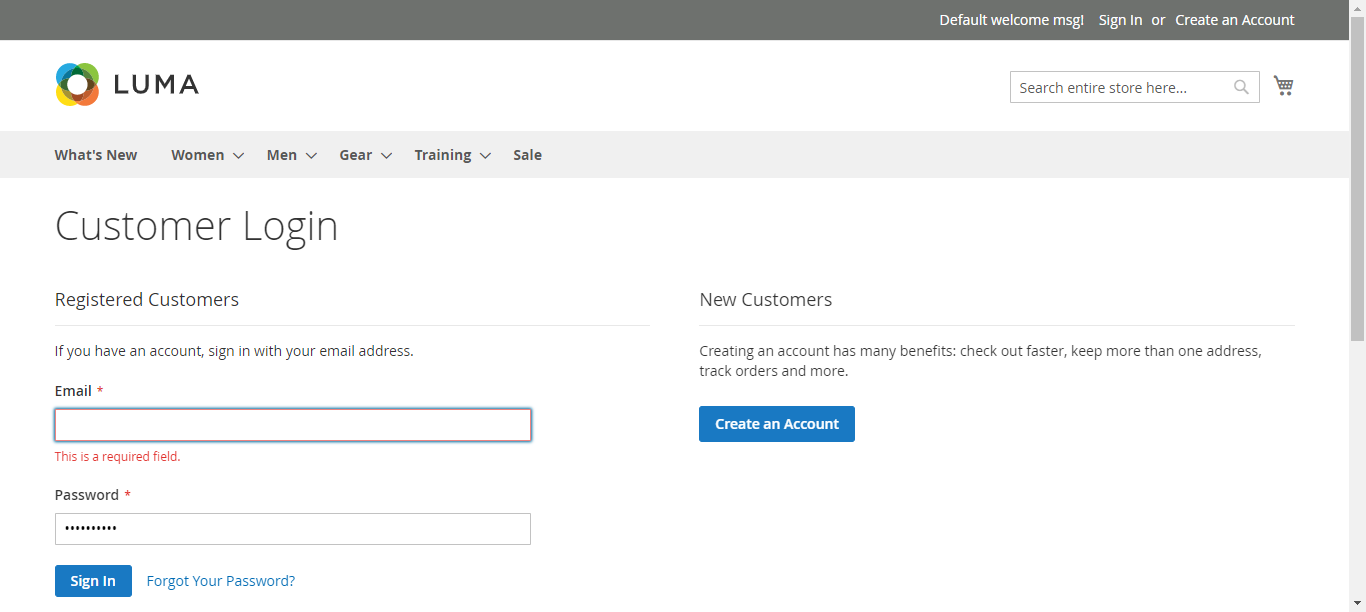 Default welcome msg! Sign In or Create an Account
LUMA
Search entire store here...
What's New Women Men Gear Training Sale
Customer Login
Registered Customers
If you have an account, sign in with your email address.
Email *
This is a required field.
Password *
••••••••••
Sign In Forgot Your Password?
New Customers
Creating an account has many benefits: check out faster, keep more than one address,
track orders and more.
Create an Account